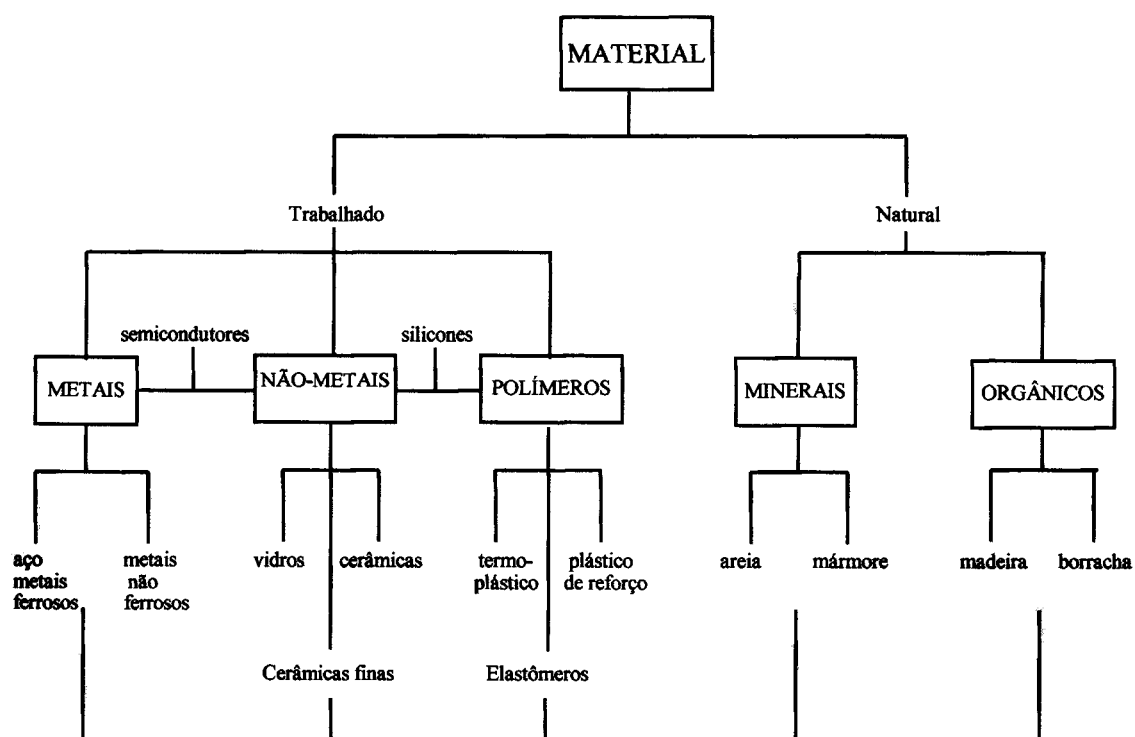 MATERIAL
Trabalhado
Natural
semicondutores
silicones
METAIS
NÃO-METAIS
POLÍMEROS
MINERAIS
ORGÂNICOS
aço
metais
ferrosos
metais
não
ferrosos
vidros
cerâmicas
termo-
plástico
plástico
de reforço
areia
mármore
madeira
borracha
Cerâmicas finas
Elastômeros